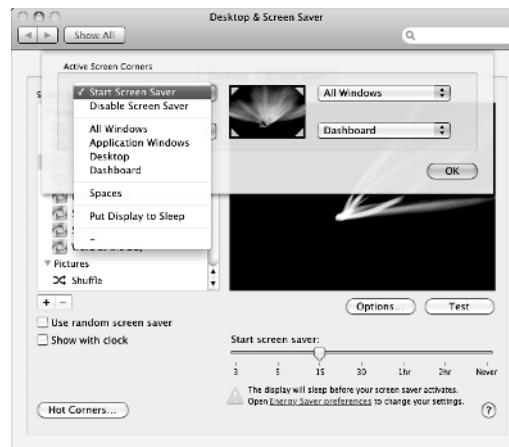 Desktop & Screen Saver
Show All
Active Screen Corners
✓ Start Screen Saver
Disable Screen Saver
All Windows
Application Windows
Desktop
Dashboard
Spaces
Put Display to Sleep
–
All Windows
Dashboard
OK
Pictures
Shuffle
+ –
Options...
Test
Use random screen saver
Show with clock
Start screen saver:
3 5 15 30 1hr 2hr Never
The display will sleep before your screen saver activates.
Open Energy Saver preferences to change your settings.
Hot Corners...
?